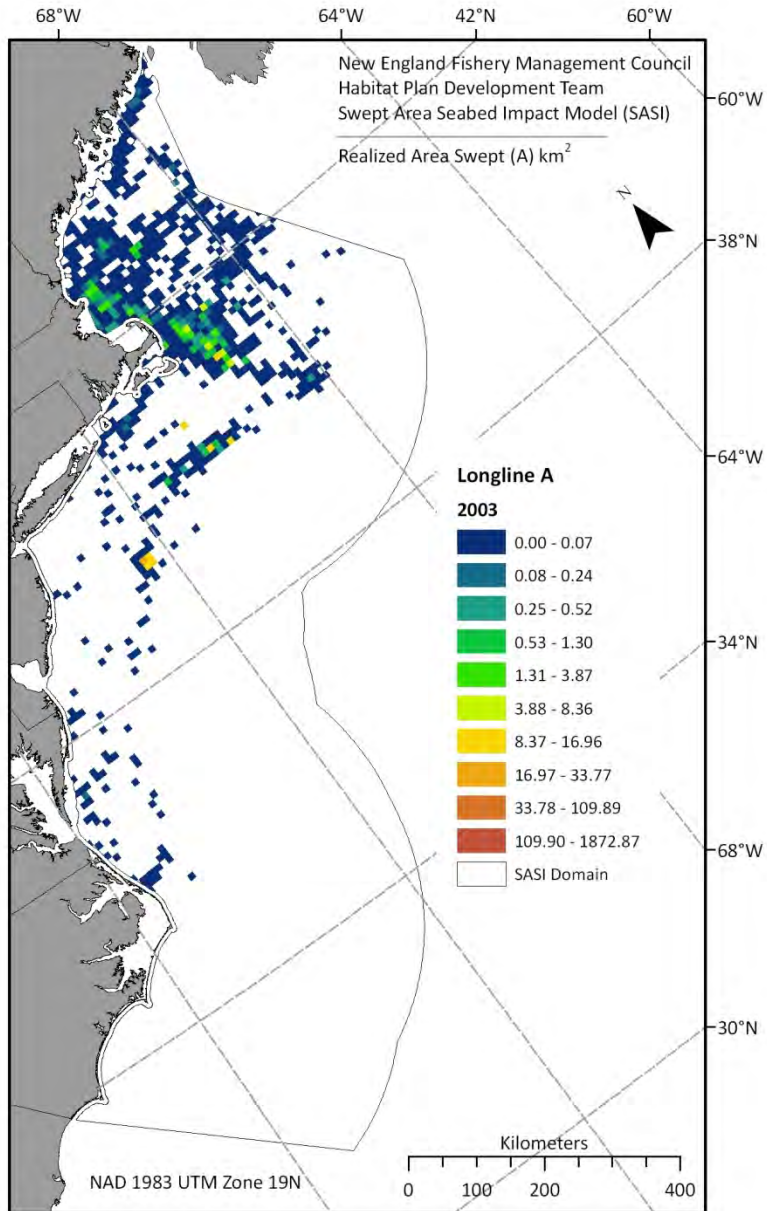 68°W 64°W 42°N 60°W
New England Fishery Management Council
Habitat Plan Development Team
Swept Area Seabed Impact Model (SASI)
Realized Area Swept (A) km²
N
60°W
38°N
64°W
34°N
68°W
30°N
Longline A
2003
0.00 - 0.07
0.08 - 0.24
0.25 - 0.52
0.53 - 1.30
1.31 - 3.87
3.88 - 8.36
8.37 - 16.96
16.97 - 33.77
33.78 - 109.89
109.90 - 1872.87
SASI Domain
Kilometers
0 100 200 400
NAD 1983 UTM Zone 19N